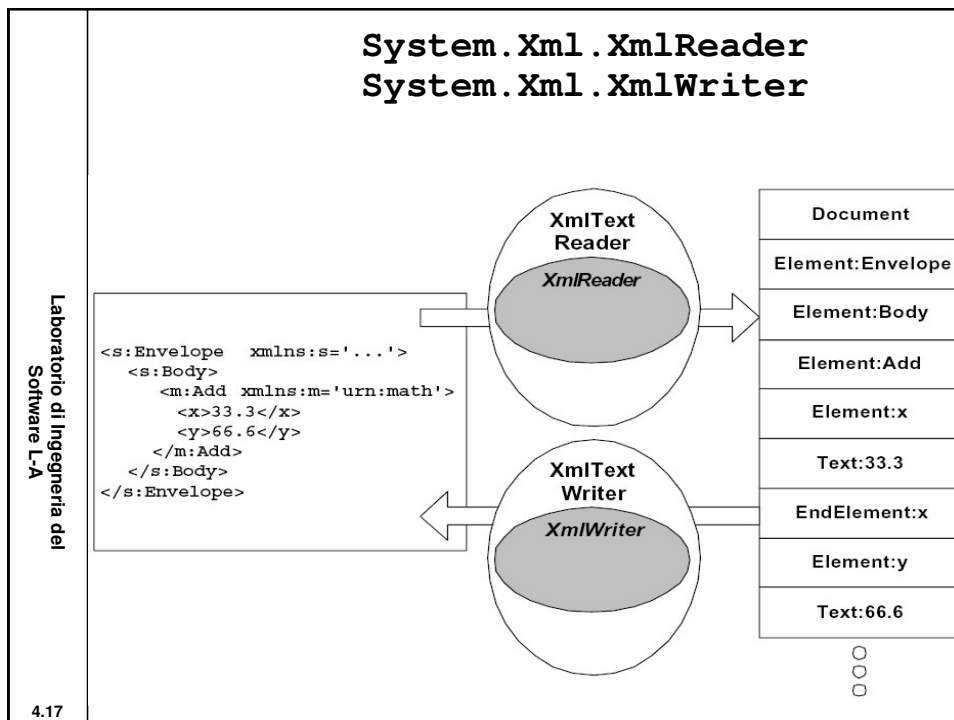 System.Xml.XmlReader
System.Xml.XmlWriter
Laboratorio di Ingegneria del
Software L-A
<s:Envelope xmlns:s='...'>
<s:Body>
<m:Add xmlns:m='urn:math'>
<x>33.3</x>
<y>66.6</y>
</m:Add>
</s:Body>
</s:Envelope>
XmlText
Reader
XmlReader
XmlText
Writer
XmlWriter
Document
Element:Envelope
Element:Body
Element:Add
Element:x
Text:33.3
EndElement:x
Element:y
Text:66.6
4.17